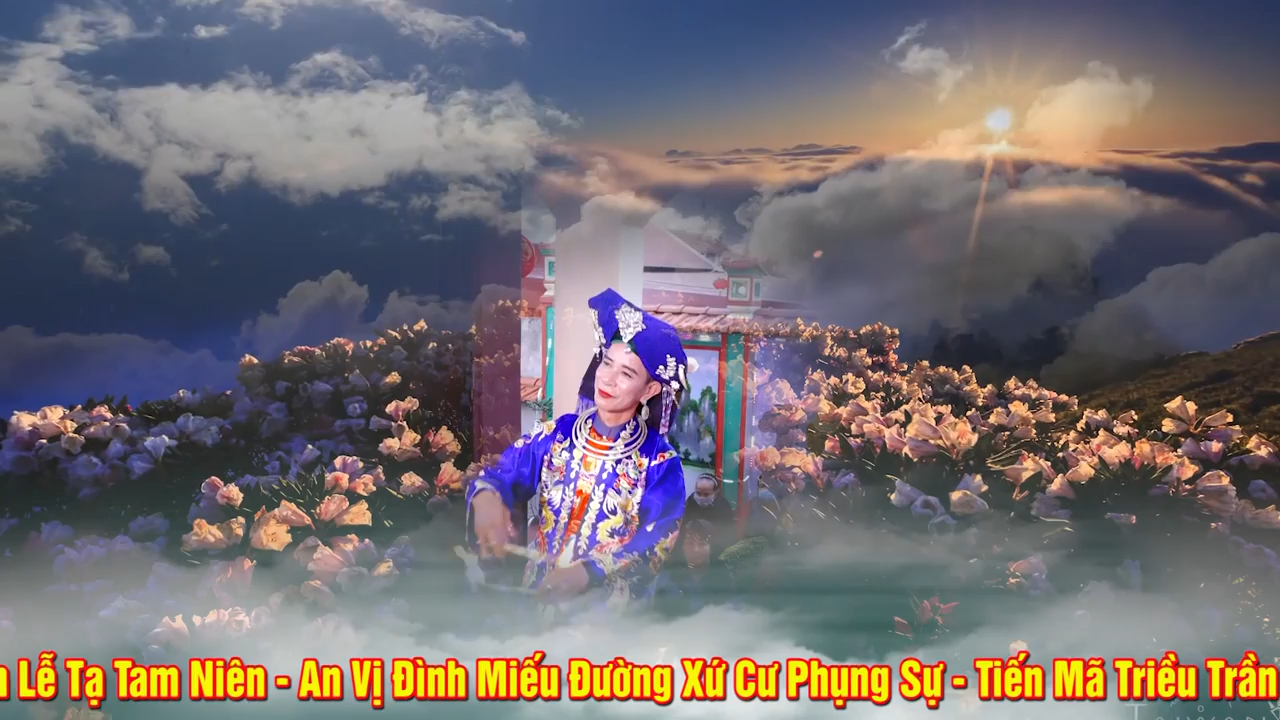 Lễ Tạ Tam Niên - An Vị Đình Miếu Đường Xứ Cư Phụng Sự - Tiến Mã Triều Trần